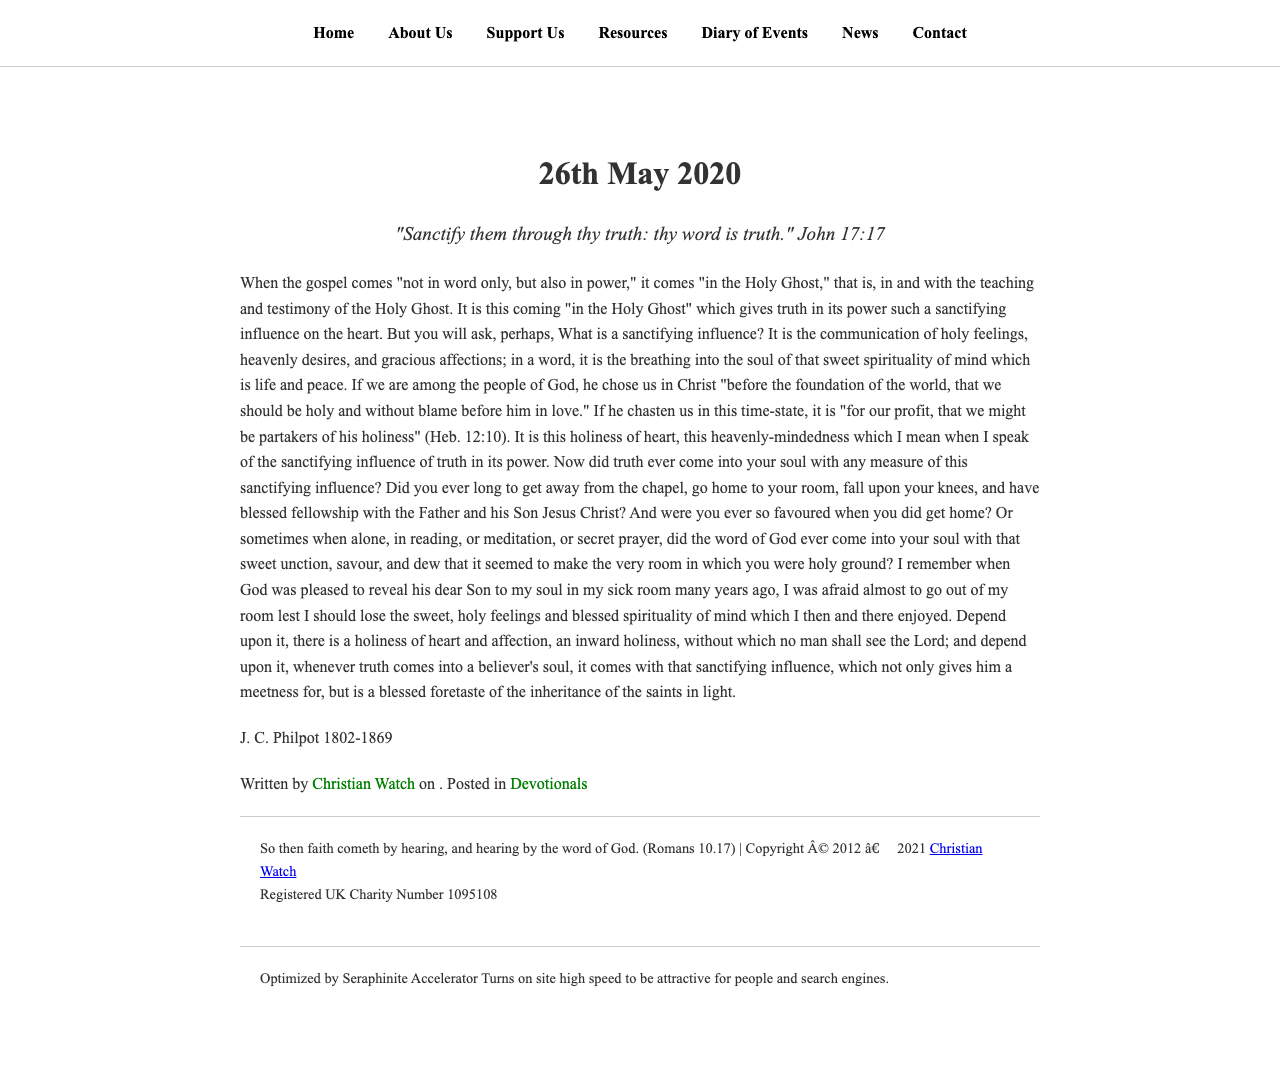 Home About Us Support Us Resources Diary of Events News Contact
26th May 2020
"Sanctify them through thy truth: thy word is truth." John 17:17
When the gospel comes "not in word only, but also in power," it comes "in the Holy Ghost," that is, in and with the teaching
and testimony of the Holy Ghost. It is this coming "in the Holy Ghost" which gives truth in its power such a sanctifying
influence on the heart. But you will ask, perhaps, What is a sanctifying influence? It is the communication of holy feelings,
heavenly desires, and gracious affections; in a word, it is the breathing into the soul of that sweet spirituality of mind which
is life and peace. If we are among the people of God, he chose us in Christ "before the foundation of the world, that we
should be holy and without blame before him in love." If he chasten us in this time-state, it is "for our profit, that we might
be partakers of his holiness" (Heb. 12:10). It is this holiness of heart, this heavenly-mindedness which I mean when I speak
of the sanctifying influence of truth in its power. Now did truth ever come into your soul with any measure of this
sanctifying influence? Did you ever long to get away from the chapel, go home to your room, fall upon your knees, and have
blessed fellowship with the Father and his Son Jesus Christ? And were you ever so favoured when you did get home? Or
sometimes when alone, in reading, or meditation, or secret prayer, did the word of God ever come into your soul with that
sweet unction, savour, and dew that it seemed to make the very room in which you were holy ground? I remember when
God was pleased to reveal his dear Son to my soul in my sick room many years ago, I was afraid almost to go out of my
room lest I should lose the sweet, holy feelings and blessed spirituality of mind which I then and there enjoyed. Depend
upon it, there is a holiness of heart and affection, an inward holiness, without which no man shall see the Lord; and depend
upon it, whenever truth comes into a believer's soul, it comes with that sanctifying influence, which not only gives him a
meetness for, but is a blessed foretaste of the inheritance of the saints in light.
J. C. Philpot 1802-1869
Written by Christian Watch on . Posted in Devotionals
So then faith cometh by hearing, and hearing by the word of God. (Romans 10.17) | Copyright Â© 2012 â€ 2021 Christian
Watch
Registered UK Charity Number 1095108
Optimized by Seraphinite Accelerator Turns on site high speed to be attractive for people and search engines.